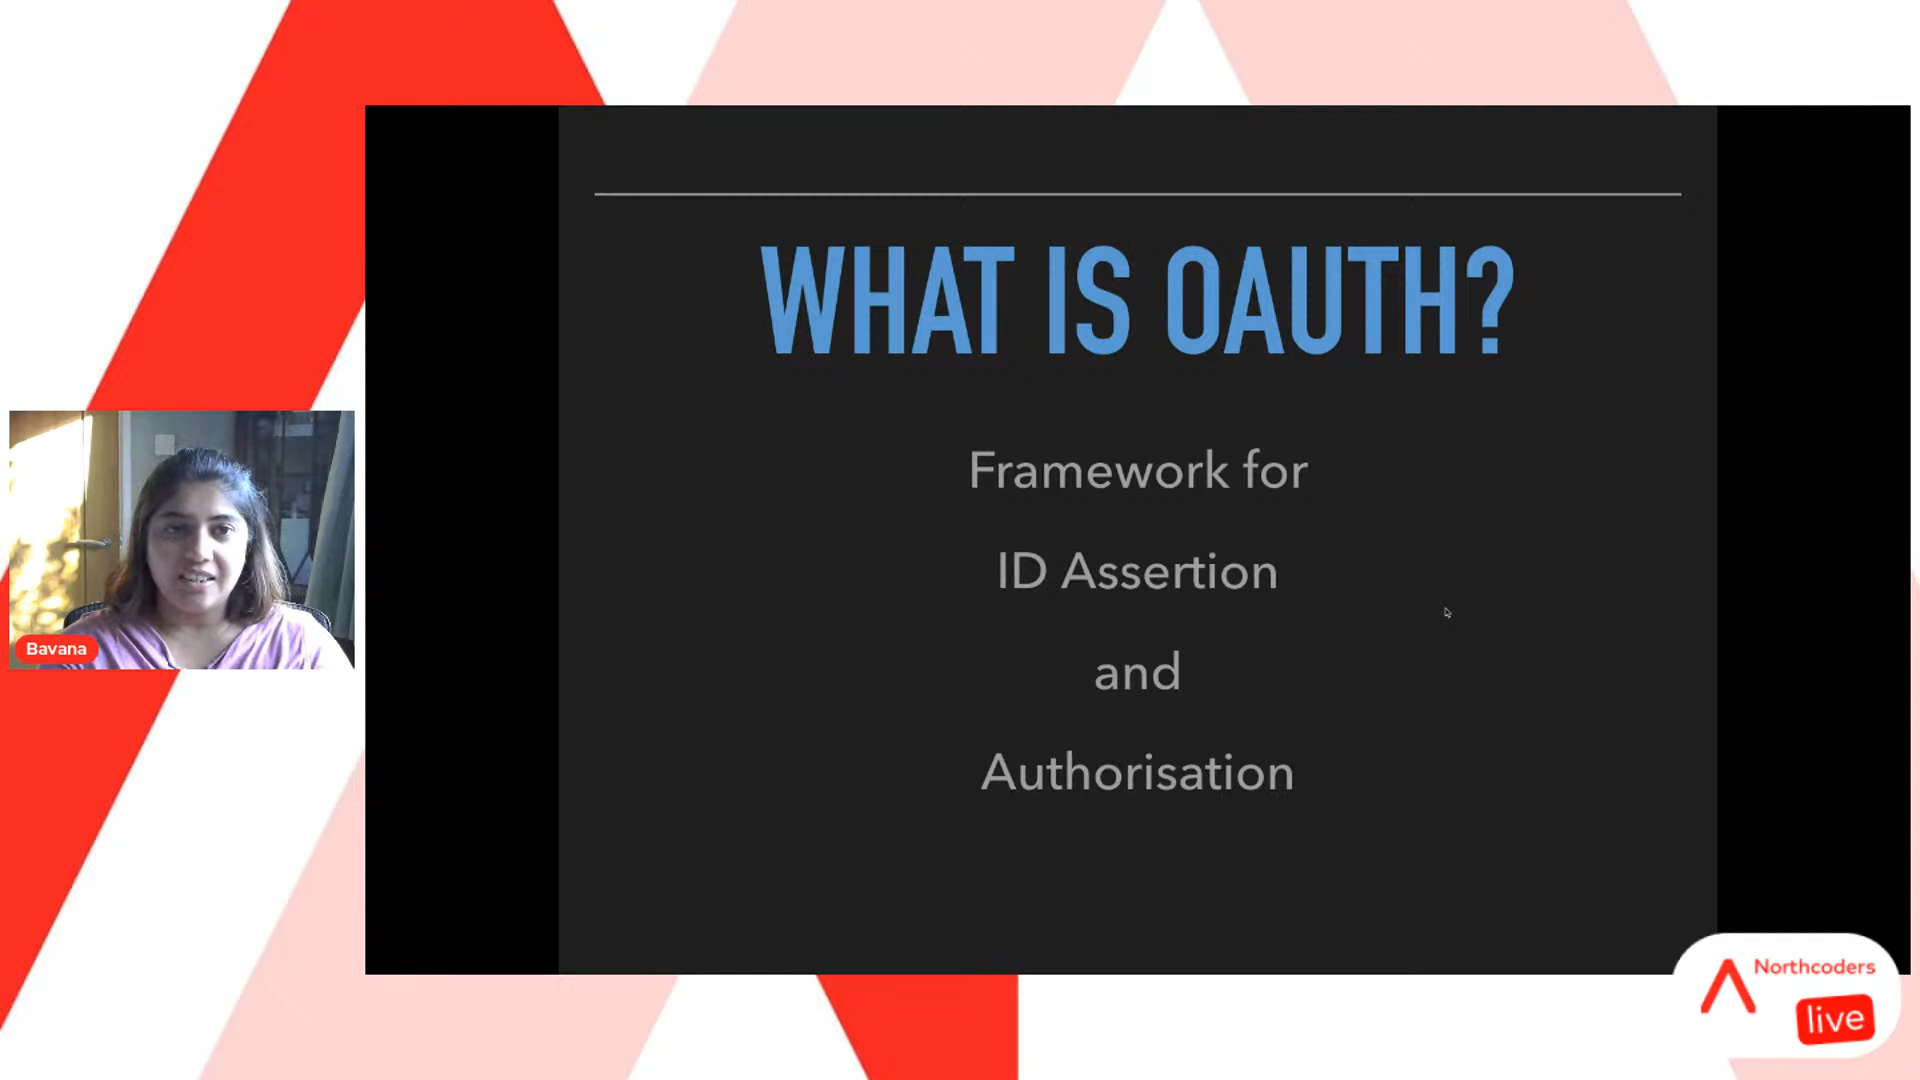 WHAT IS OAUTH?
Framework for
ID Assertion
and
Authorisation
Bavana
Northcoders
live